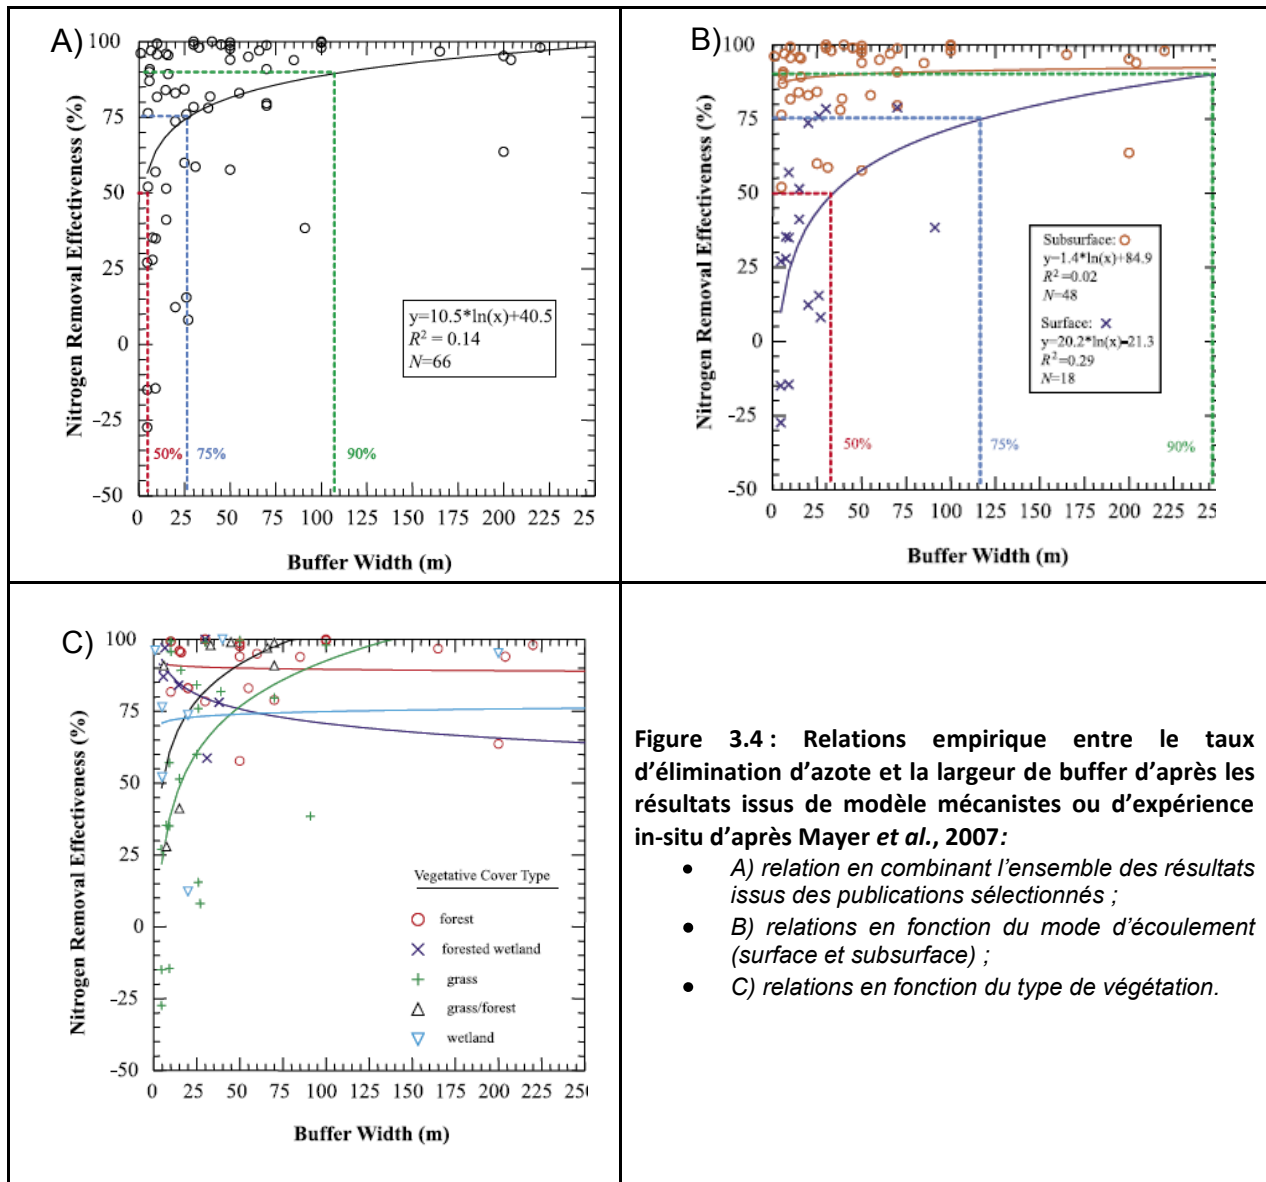 A)
Nitrogen Removal Effectiveness (%)
100
75
50
25
0
−25
−50
y=10.5*ln(x)+40.5
R² = 0.14
N=66
50%
75%
90%
0 25 50 75 100 125 150 175 200 225 250
Buffer Width (m)
B)
Nitrogen Removal Effectiveness (%)
100
75
50
25
0
−25
−50
Subsurface:
y=1.4*ln(x)+84.9
R² =0.02
N=48
Surface:
y=20.2*ln(x)−21.3
R²=0.29
N=18
50%
75%
90%
0 25 50 75 100 125 150 175 200 225 25
Buffer Width (m)
C)
Nitrogen Removal Effectiveness (%)
100
75
50
25
0
−25
−50
Vegetative Cover Type
forest
forested wetland
grass
grass/forest
wetland
0 25 50 75 100 125 150 175 200 225 250
Buffer Width (m)
Figure 3.4 : Relations empirique entre le taux
d’élimination d’azote et la largeur de buffer d’après les
résultats issus de modèle mécanistes ou d’expérience
in-situ d’après Mayer et al., 2007:
• A) relation en combinant l’ensemble des résultats
issus des publications sélectionnés ;
• B) relations en fonction du mode d’écoulement
(surface et subsurface) ;
• C) relations en fonction du type de végétation.